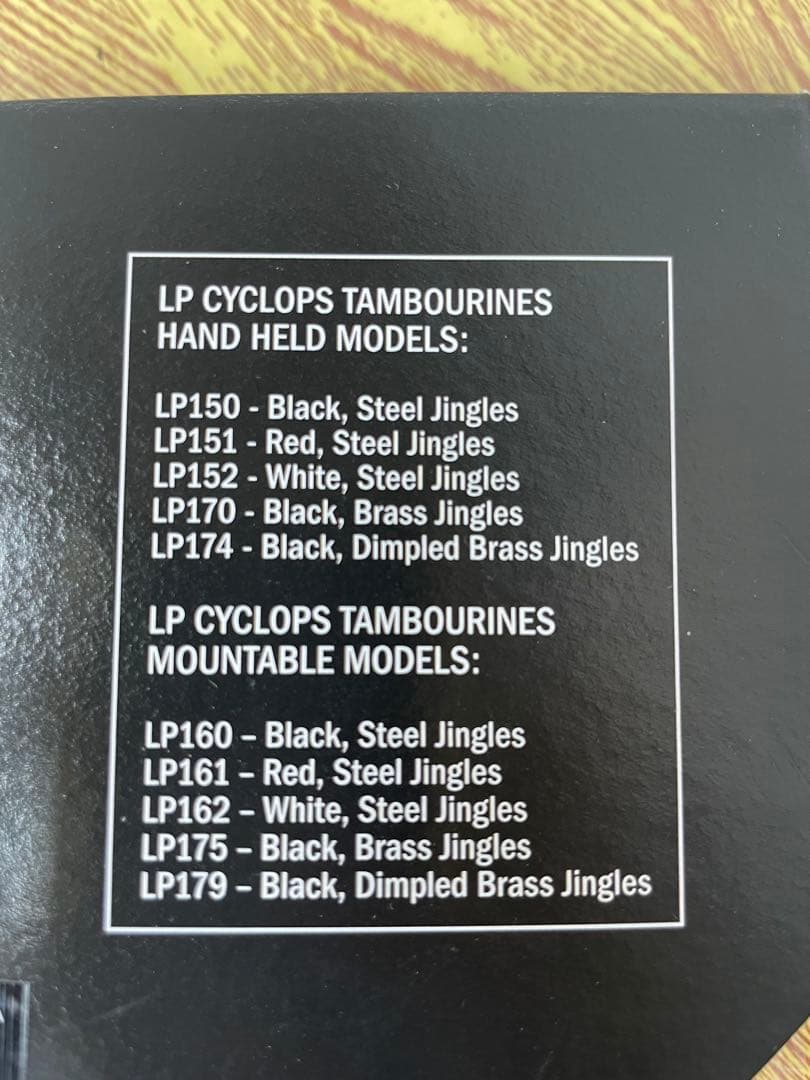 LP CYCLOPS TAMBOURINES
HAND HELD MODELS:
LP150 - Black, Steel Jingles
LP151 - Red, Steel Jingles
LP152 - White, Steel Jingles
LP170 - Black, Brass Jingles
LP174 - Black, Dimpled Brass Jingles
LP CYCLOPS TAMBOURINES
MOUNTABLE MODELS:
LP160 – Black, Steel Jingles
LP161 – Red, Steel Jingles
LP162 – White, Steel Jingles
LP175 – Black, Brass Jingles
LP179 – Black, Dimpled Brass Jingles